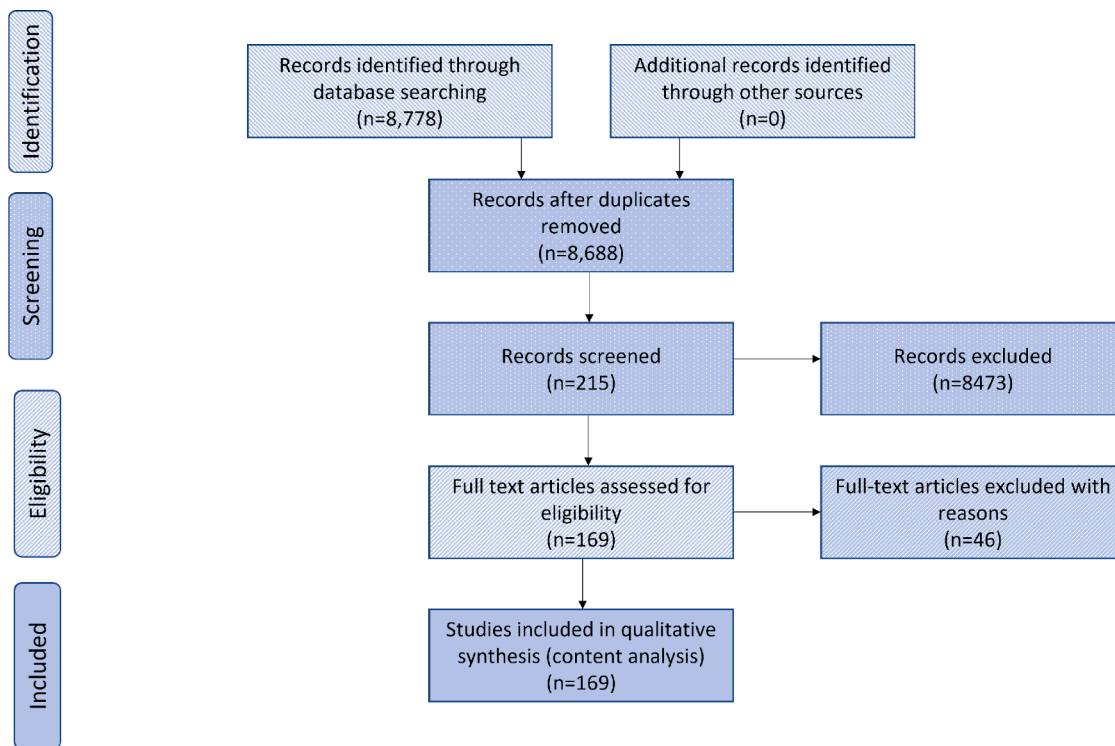 Identification
Records identified through
database searching
(n=8,778)
Additional records identified
through other sources
(n=0)
Screening
Records after duplicates
removed
(n=8,688)
Records screened
(n=215)
Records excluded
(n=8473)
Eligibility
Full text articles assessed for
eligibility
(n=169)
Full-text articles excluded with
reasons
(n=46)
Included
Studies included in qualitative
synthesis (content analysis)
(n=169)